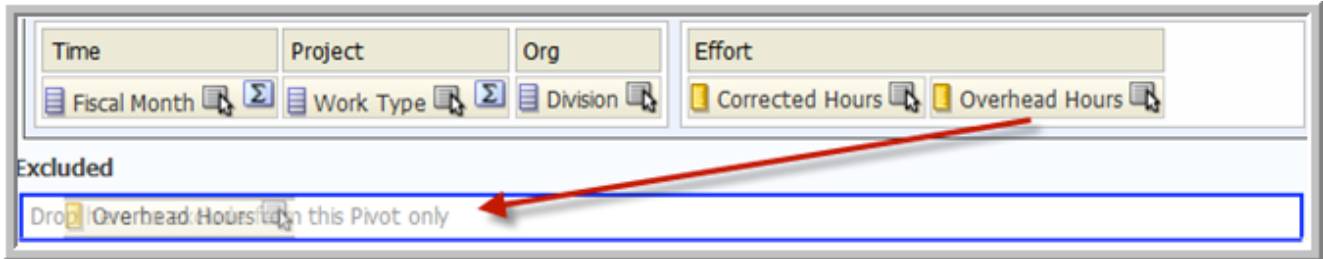 Time Project Org Effort
Fiscal Month Σ Work Type Σ Division Corrected Hours Overhead Hours
Excluded
Drop Overhead Hours this Pivot only